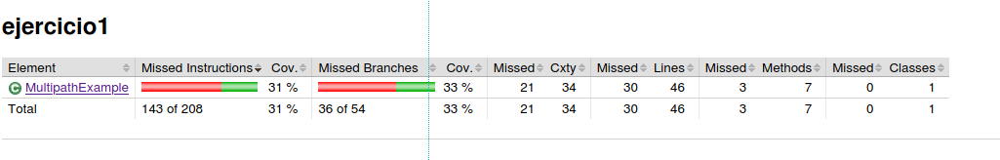 ejercicio1
Element Missed Instructions Cov. Missed Branches Cov. Missed Cxty Missed Lines Missed Methods Missed Classes
C MultipathExample 31 % 33 % 21 34 30 46 3 7 0 1
Total 143 of 208 31 % 36 of 54 33 % 21 34 30 46 3 7 0 1